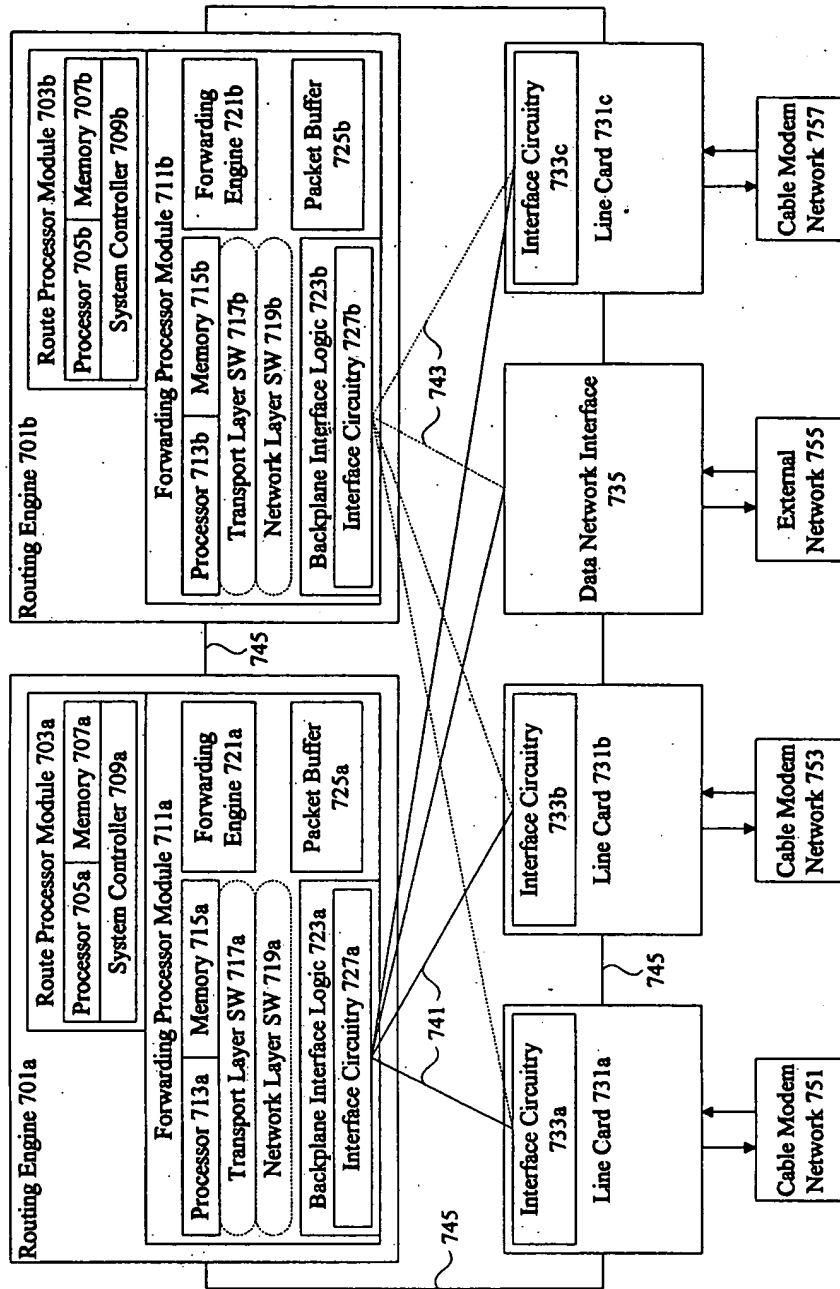 Routing Engine 701a
Route Processor Module 703a
Processor 705a
Memory 707a
System Controller 709a
Forwarding Processor Module 711a
Processor 713a
Memory 715a
Transport Layer SW 717a
Network Layer SW 719a
Forwarding
Engine 721a
Backplane Interface Logic 723a
Interface Circuitry 727a
Packet Buffer
725a
745
Routing Engine 701b
Route Processor Module 703b
Processor 705b
Memory 707b
System Controller 709b
Forwarding Processor Module 711b
Processor 713b
Memory 715b
Transport Layer SW 717b
Network Layer SW 719b
Forwarding
Engine 721b
Backplane Interface Logic 723b
Interface Circuitry 727b
Packet Buffer
725b
745
741
743
Interface Circuitry
733a
Line Card 731a
745
Interface Circuitry
733b
Line Card 731b
Data Network Interface
735
Interface Circuitry
733c
Line Card 731c
Cable Modem
Network 751
Cable Modem
Network 753
External
Network 755
Cable Modem
Network 757